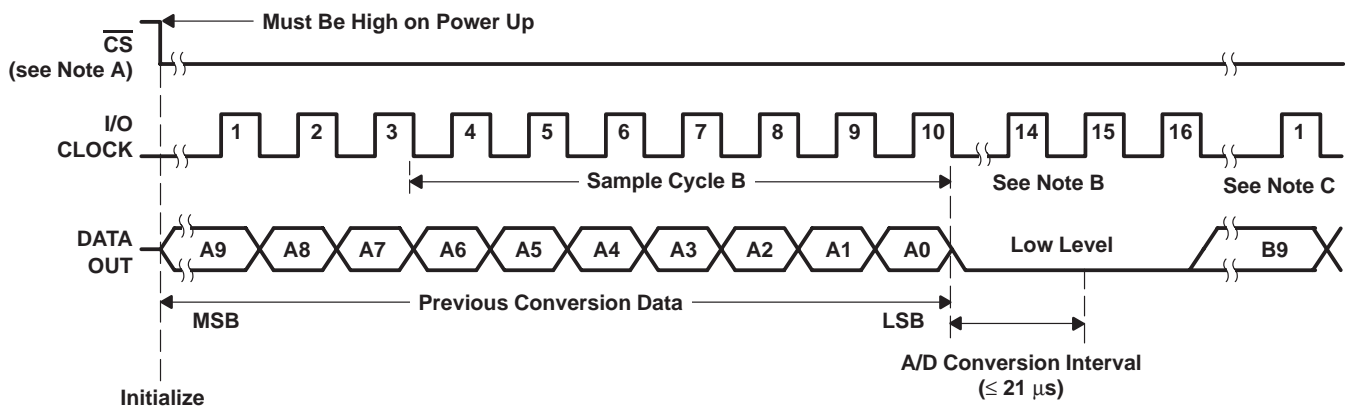 Must Be High on Power Up
CS
(see Note A)
I/O
CLOCK
1 2 3 4 5 6 7 8 9 10 14 15 16 1
Sample Cycle B
See Note B
See Note C
DATA
OUT
A9 A8 A7 A6 A5 A4 A3 A2 A1 A0
Low Level
B9
Previous Conversion Data
MSB
LSB
A/D Conversion Interval
(≤ 21 μs)
Initialize